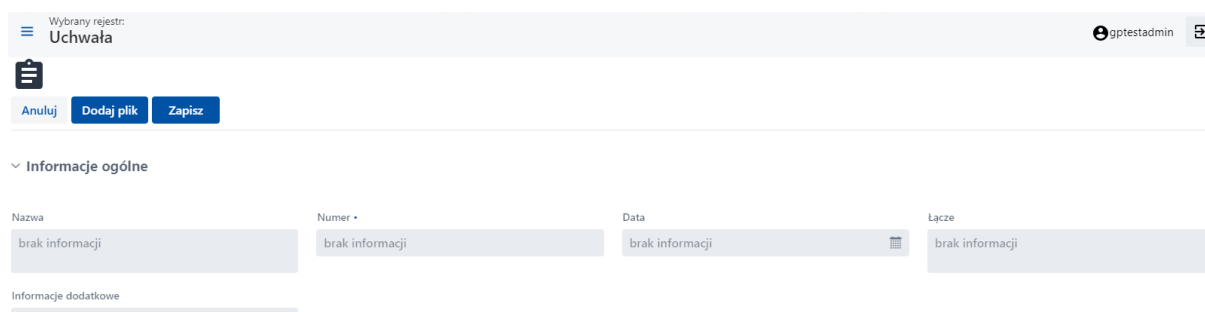 Wybrany rejestr:
Uchwała
gptestadmin
Anuluj Dodaj plik Zapisz
Informacje ogólne
Nazwa Numer • Data Łącze
brak informacji brak informacji brak informacji brak informacji
Informacje dodatkowe